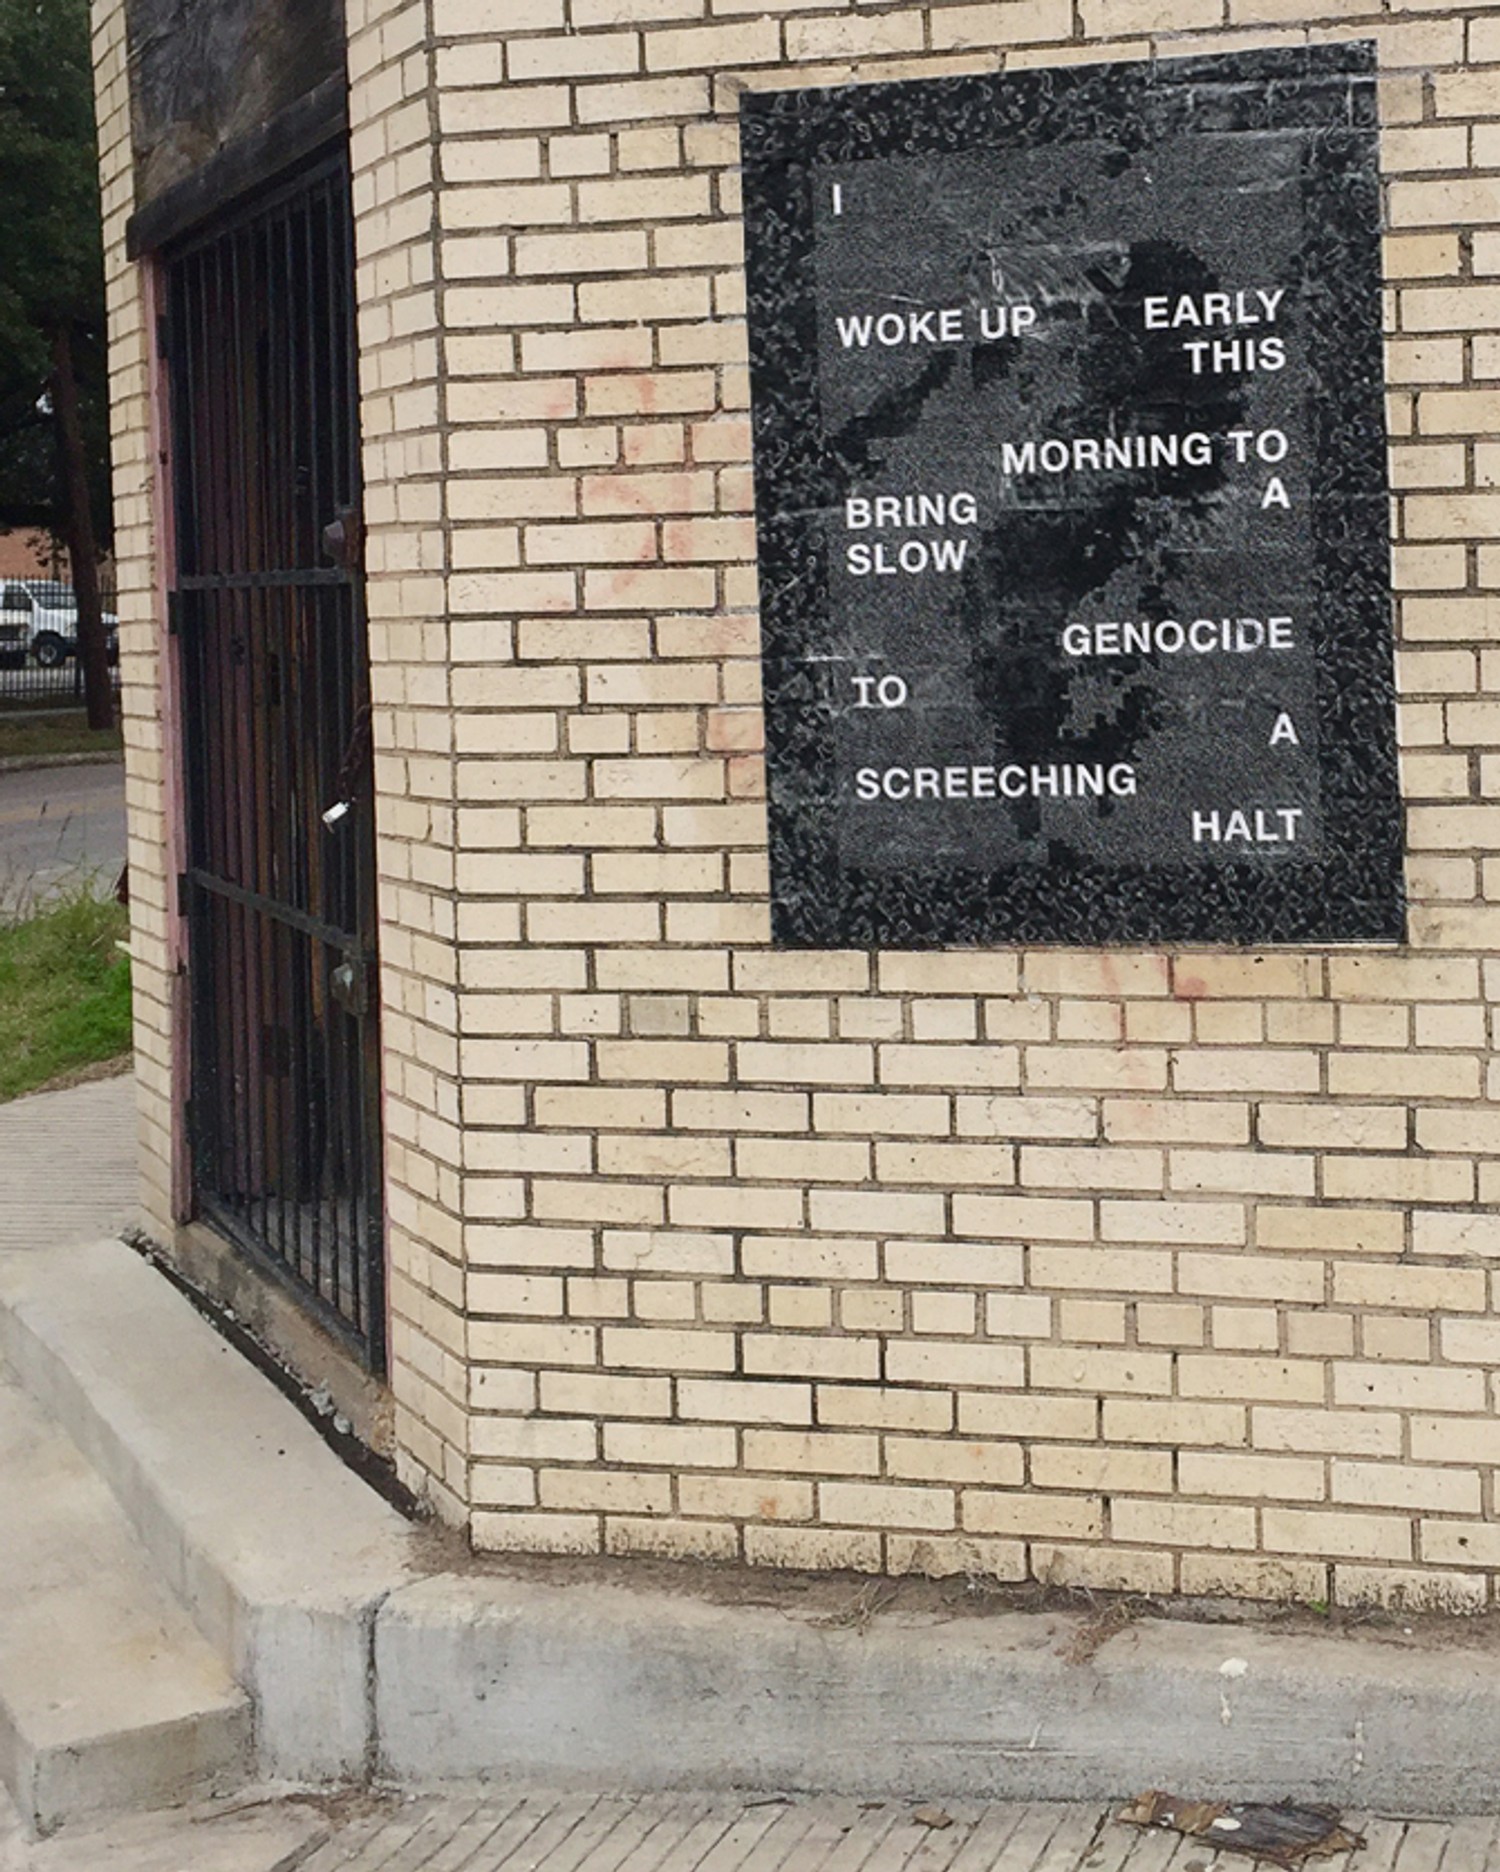 I
WOKE UP EARLY
THIS
MORNING TO
BRING A
SLOW
GENOCIDE
TO
A
SCREECHING
HALT